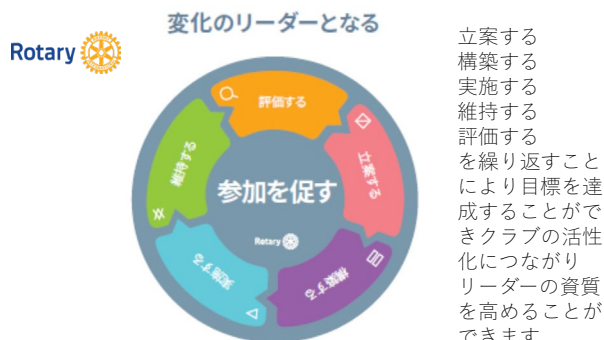 変化のリーダーとなる
Rotary
評価する
立案する
構築する
実施する
維持する
参加を促す
Rotary
立案する
構築する
実施する
維持する
評価する
を繰り返すこと
により目標を達
成することがで
きクラブの活性
化につながり
リーダーの資質
を高めることが
できます